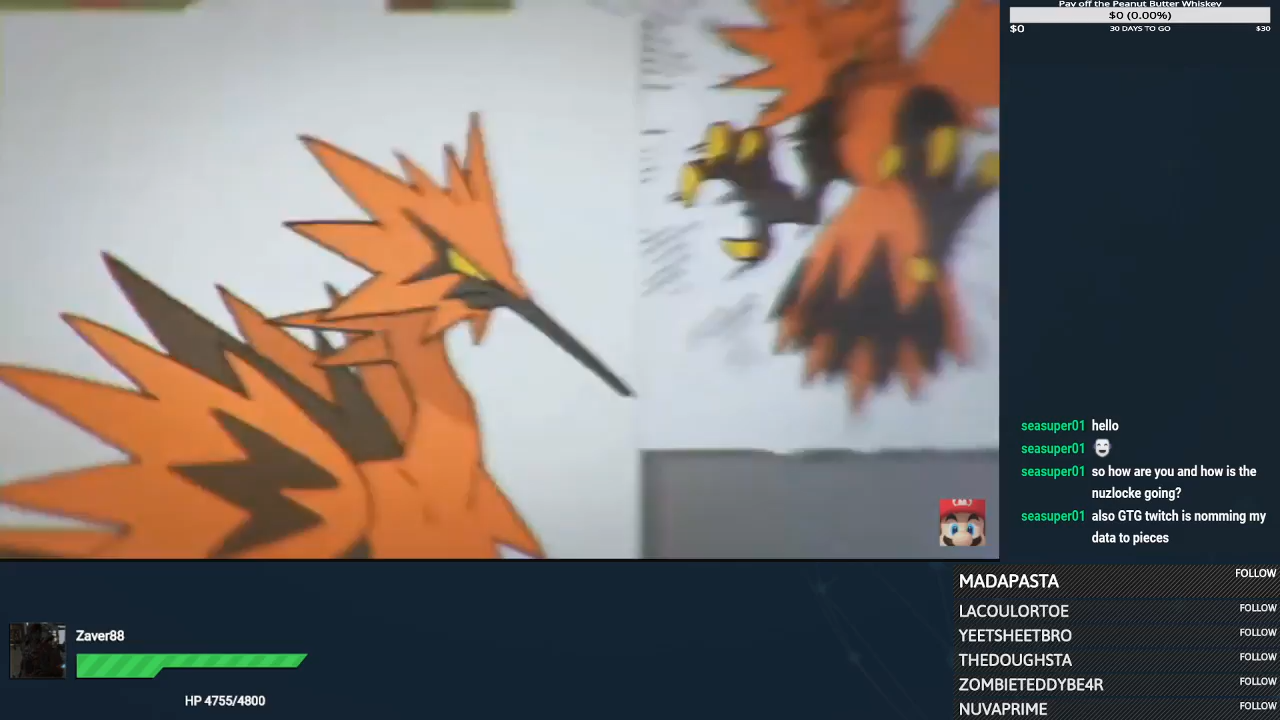 Pay off the Peanut Butter Whiskey
$0 (0.00%)
$0 30 DAYS TO GO $30
seasuper01 hello
seasuper01
seasuper01 so how are you and how is the
nuzlocke going?
seasuper01 also GTG twitch is nomming my
data to pieces
MADAPASTA FOLLOW
LACOULORTOE FOLLOW
YEETSHEETBRO FOLLOW
THEDOUGHSTA FOLLOW
ZOMBIETEDDYBE4R FOLLOW
NUVAPRIME FOLLOW
Zaver88
HP 4755/4800